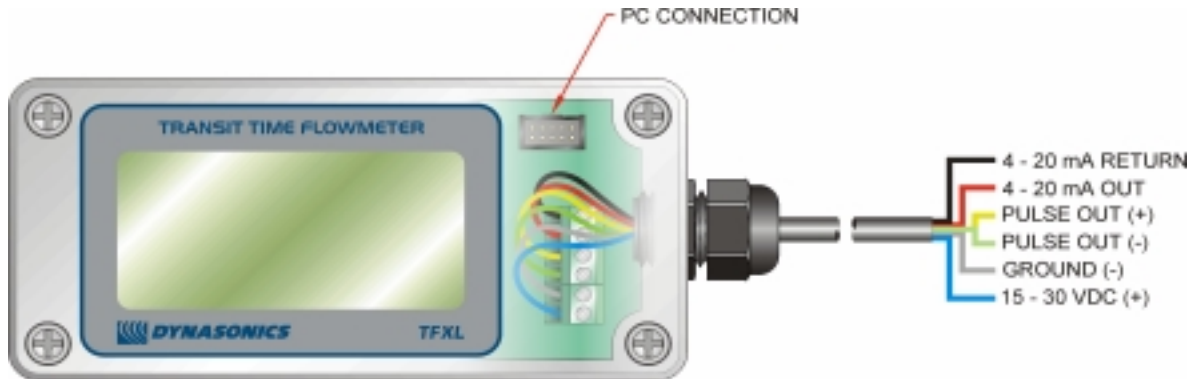 PC CONNECTION
TRANSIT TIME FLOWMETER
DYNASONICS
TFXL
4 - 20 mA RETURN
4 - 20 mA OUT
PULSE OUT (+)
PULSE OUT (-)
GROUND (-)
15 - 30 VDC (+)